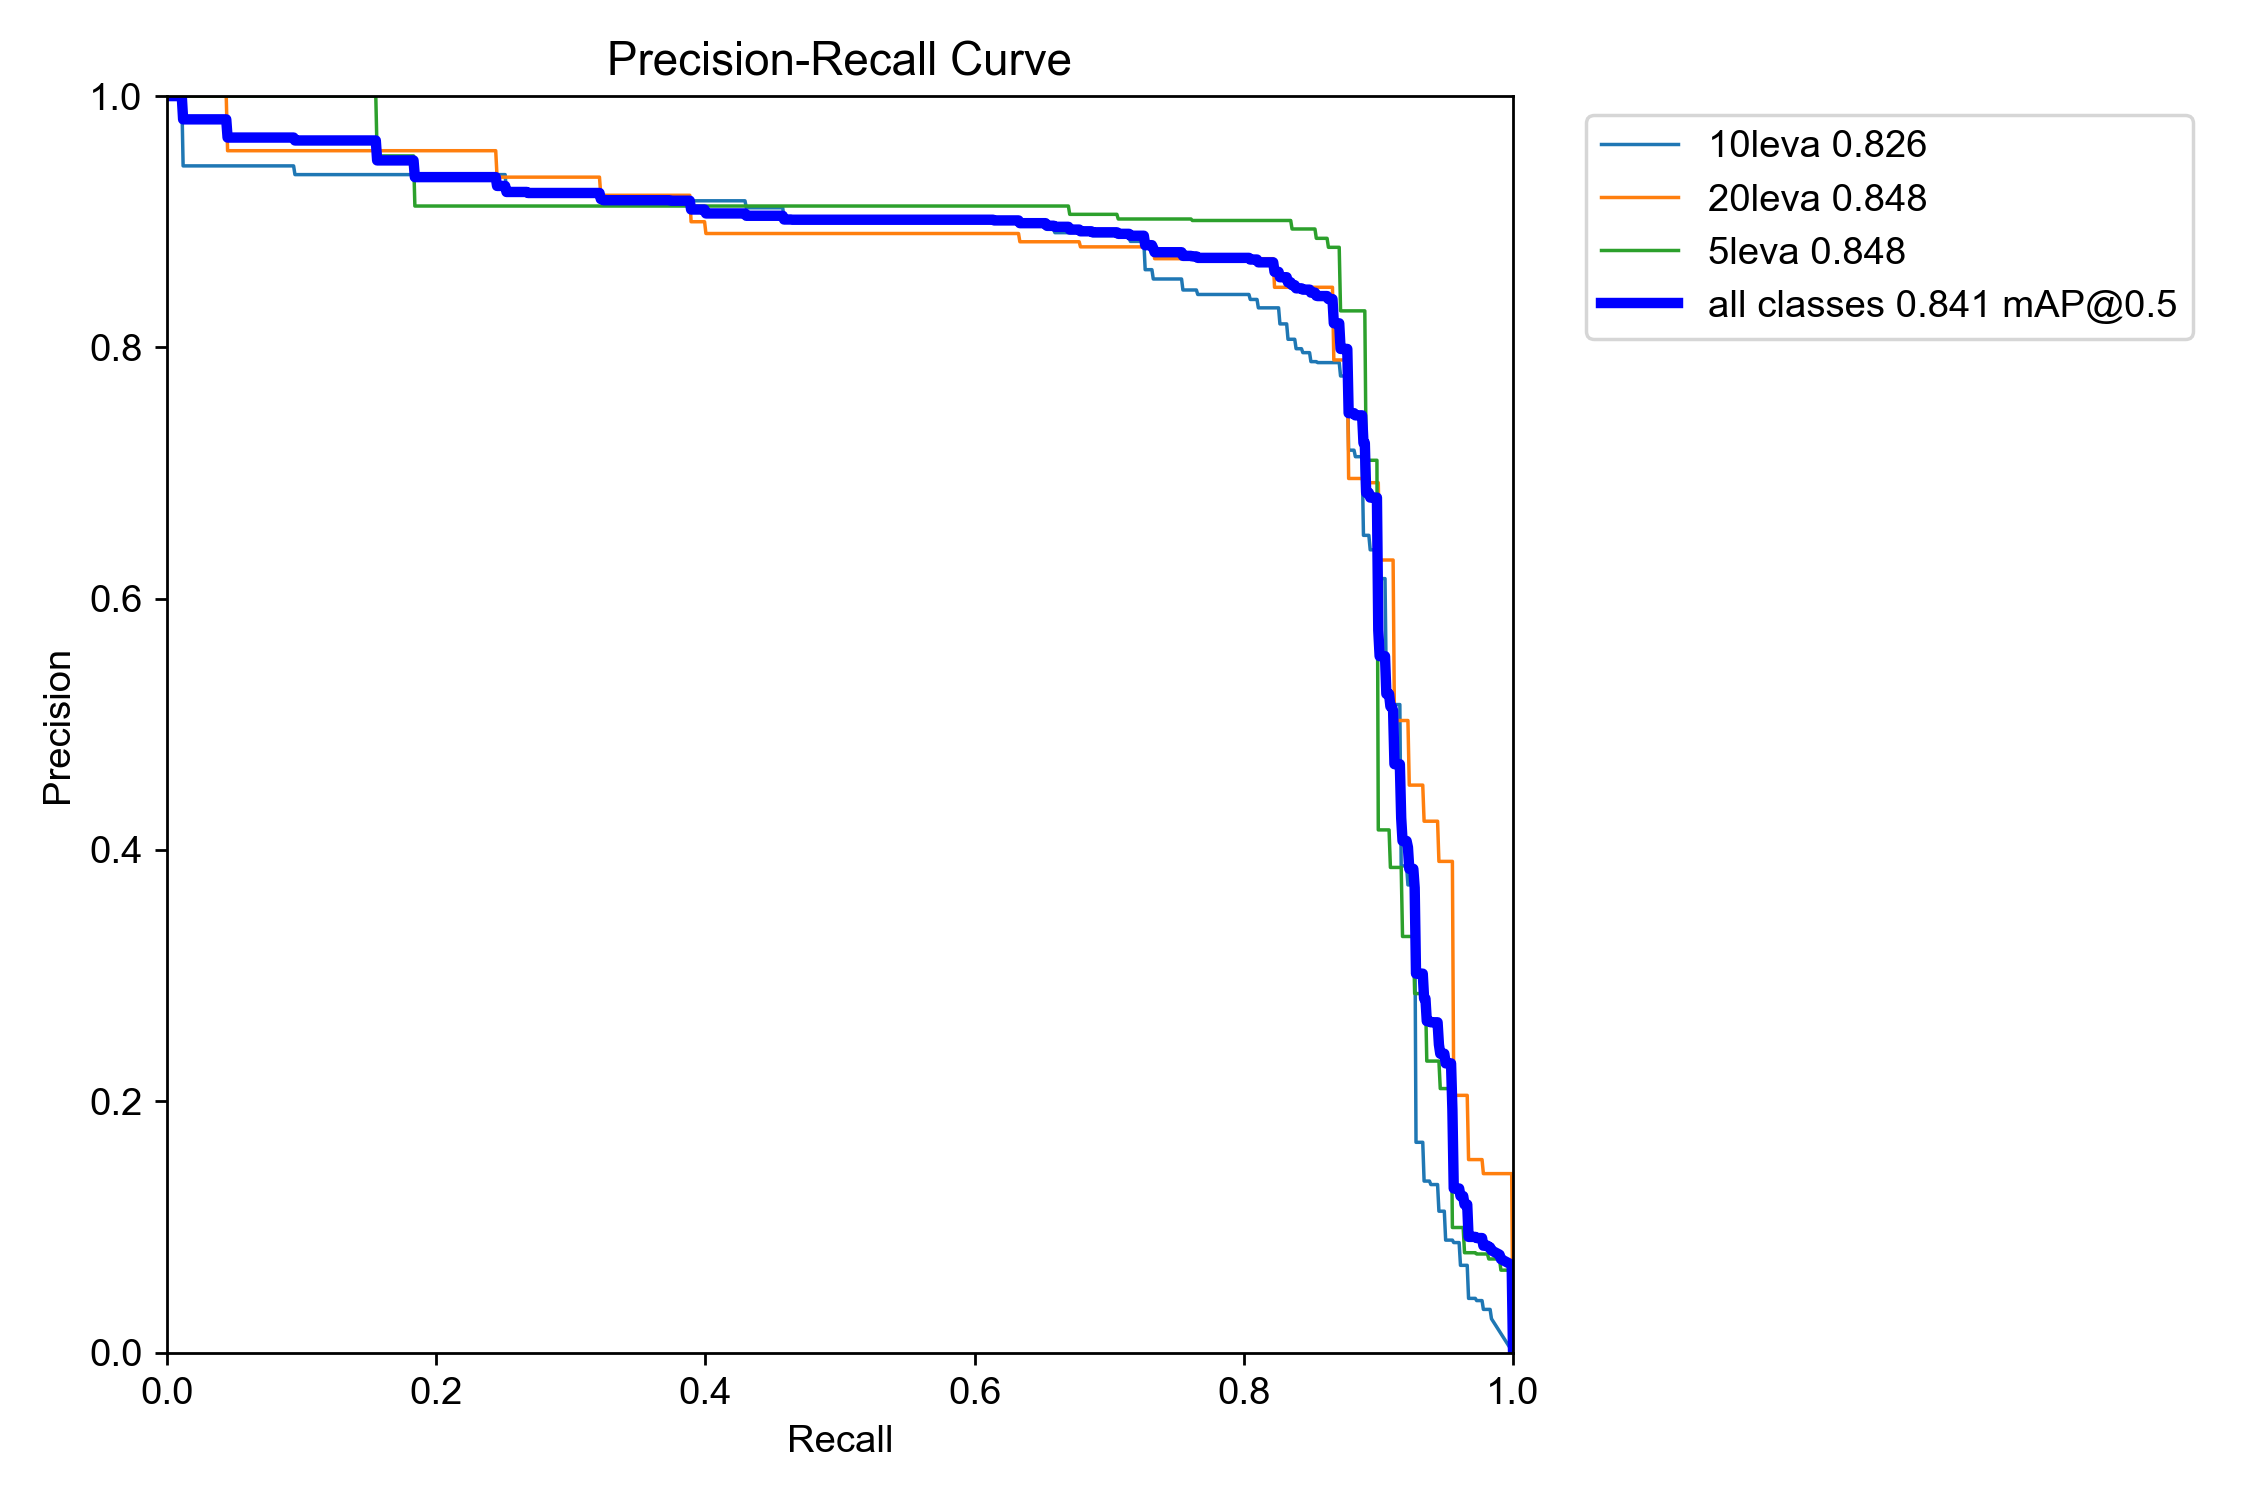 Precision-Recall Curve
10leva 0.826
20leva 0.848
5leva 0.848
all classes 0.841 mAP@0.5
Precision
1.0
0.8
0.6
0.4
0.2
0.0
0.0 0.2 0.4 0.6 0.8 1.0
Recall